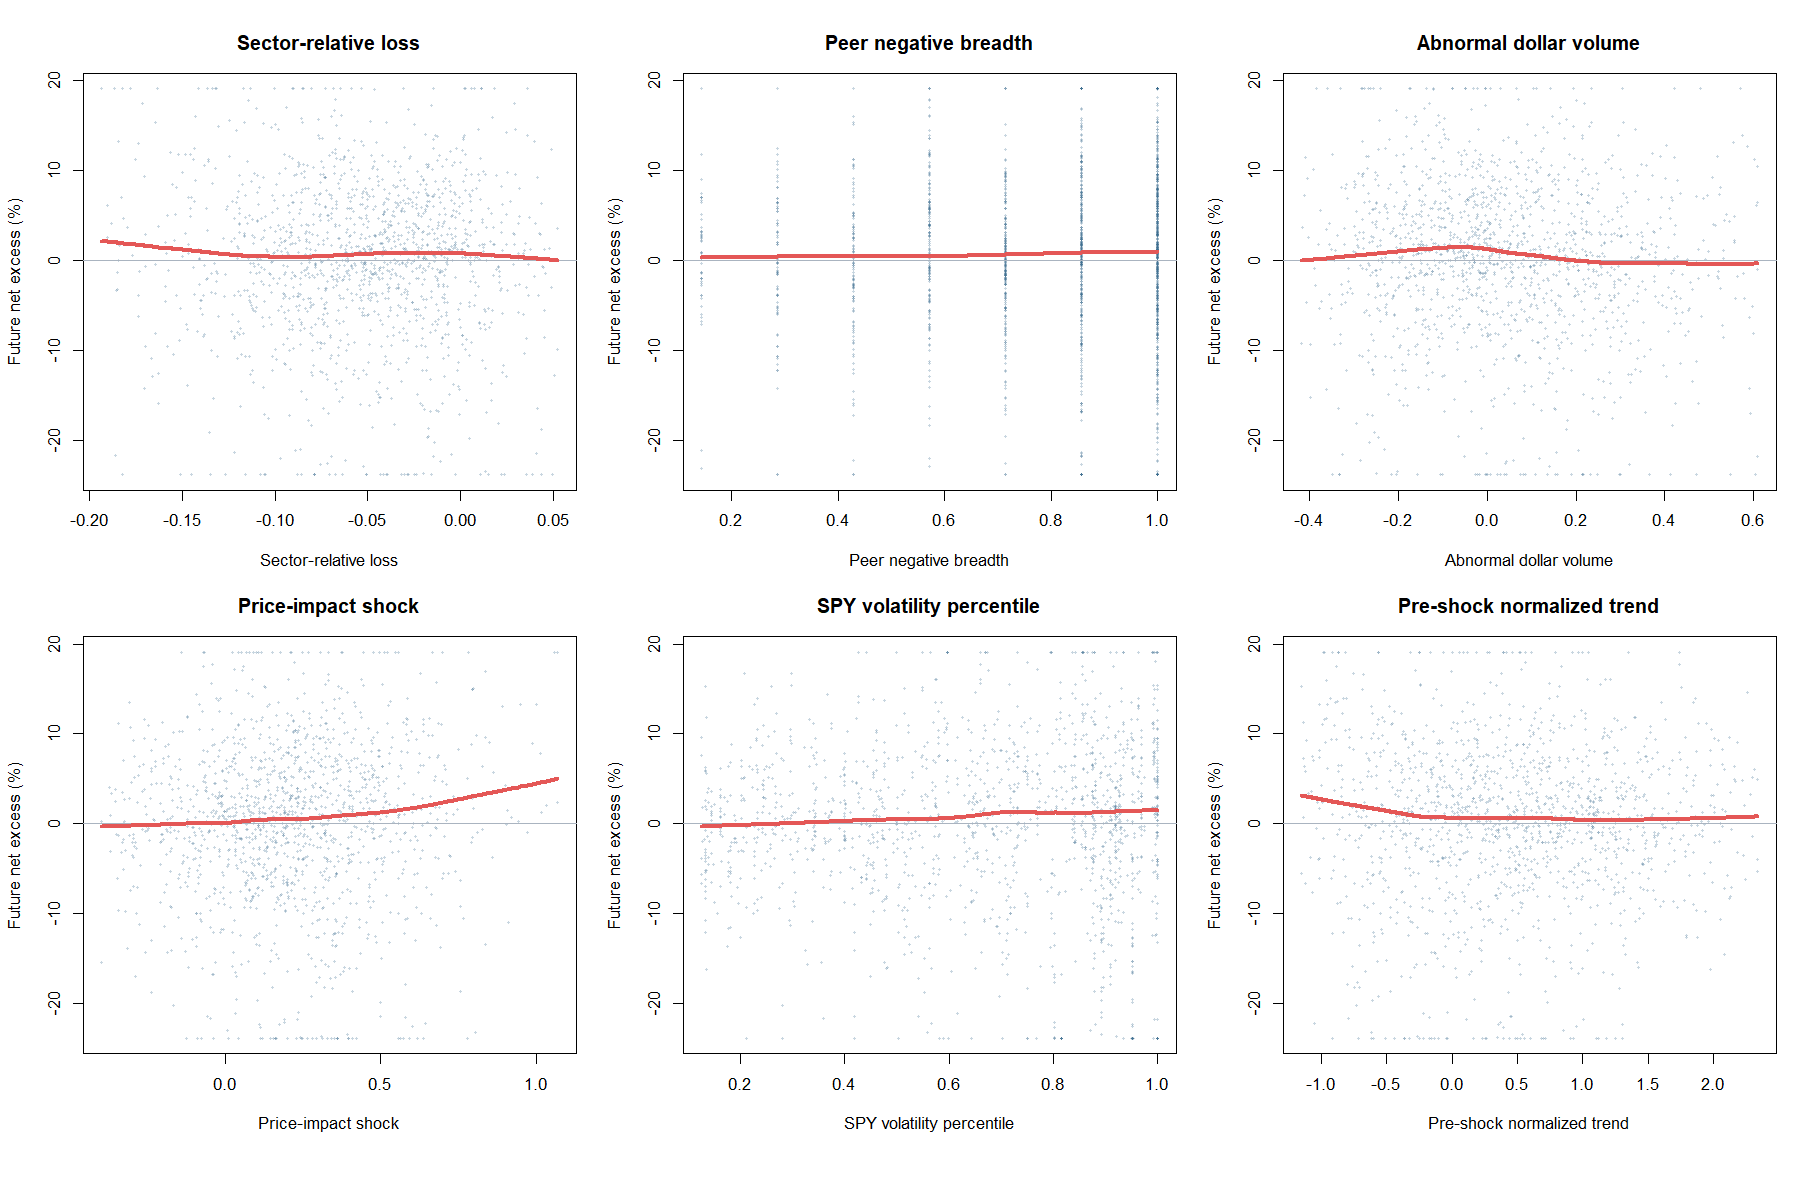 Sector-relative loss
Peer negative breadth
Abnormal dollar volume
Future net excess (%)
20
10
0
-10
-20
-0.20 -0.15 -0.10 -0.05 0.00 0.05
Sector-relative loss
Future net excess (%)
20
10
0
-10
-20
0.2 0.4 0.6 0.8 1.0
Peer negative breadth
Future net excess (%)
20
10
0
-10
-20
-0.4 -0.2 0.0 0.2 0.4 0.6
Abnormal dollar volume
Price-impact shock
SPY volatility percentile
Pre-shock normalized trend
Future net excess (%)
20
10
0
-10
-20
0.0 0.5 1.0
Price-impact shock
Future net excess (%)
20
10
0
-10
-20
0.2 0.4 0.6 0.8 1.0
SPY volatility percentile
Future net excess (%)
20
10
0
-10
-20
-1.0 -0.5 0.0 0.5 1.0 1.5 2.0
Pre-shock normalized trend